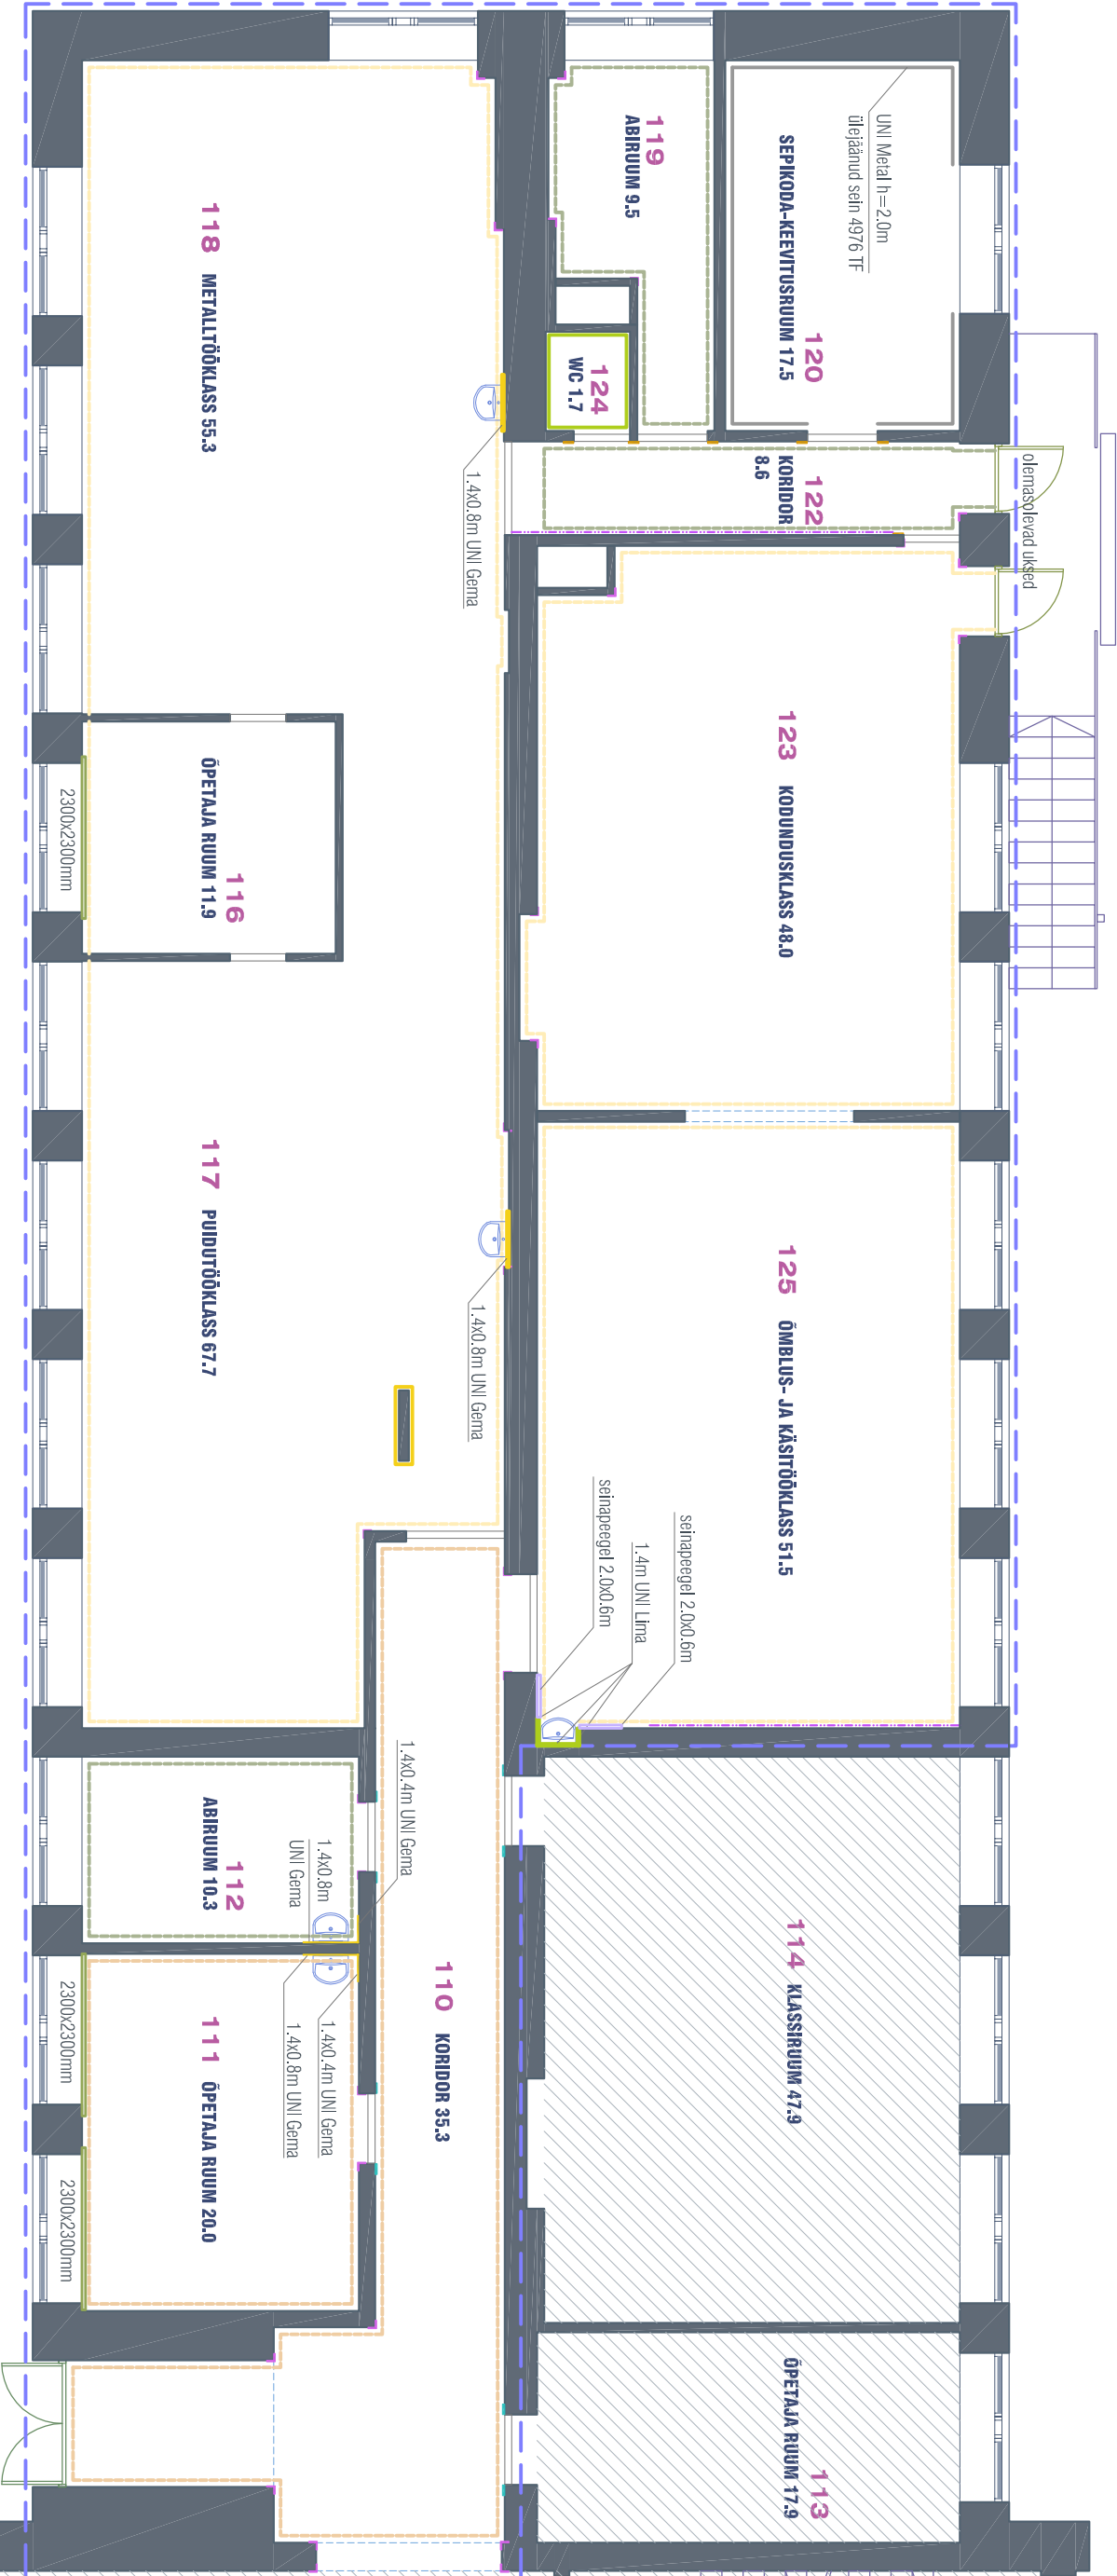 UNI Metal h=2.0m
ülejäänud sein 4976 TF
120
SEPIKODA-KEEVITUSRUUM 17.5
119
ABIRUUM 9.5
124
WC 1.7
122
KORIDOR
8.6
olemasolevad uksed
118 METALLTÖÖKLASS 55.3
1.4x0.8m UNI Gema
123 KODUNDUSKLASS 48.0
116
ÕPETAJA RUUM 11.9
2300x2300mm
117 PUIDUTÖÖKLASS 67.7
1.4x0.8m UNI Gema
125 ÕMBLUS- JA KÄSITÖÖKLASS 51.5
seinapeegel 2.0x0.6m
1.4m UNI Lima
seinapeegel 2.0x0.6m
1.4x0.4m UNI Gema
1.4x0.8m
UNI Gema
112
ABIRUUM 10.3
114 KLASSIRUUM 47.9
110 KORIDOR 35.3
1.4x0.4m UNI Gema
1.4x0.8m UNI Gema
111 ÕPETAJA RUUM 20.0
2300x2300mm
2300x2300mm
113
ÕPETAJA RUUM 17.9